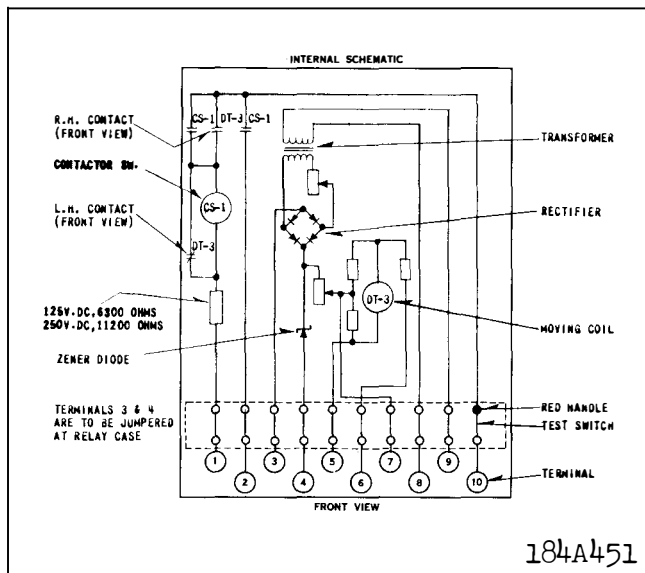 INTERNAL SCHEMATIC
R.H. CONTACT
(FRONT VIEW)
CS-1 DT-3 CS-1
TRANSFORMER
CONTACTOR SW.
CS-1
RECTIFIER
L.H. CONTACT
(FRONT VIEW)
DT-3
DT-3
125V.DC,6300 OHMS
250V.DC,11200 OHMS
MOVING COIL
ZENER DIODE
TERMINALS 3 & 4
ARE TO BE JUMPERED
AT RELAY CASE
RED HANDLE
TEST SWITCH
1 3 5 7 9
2 4 6 8 10
TERMINAL
FRONT VIEW
184A451